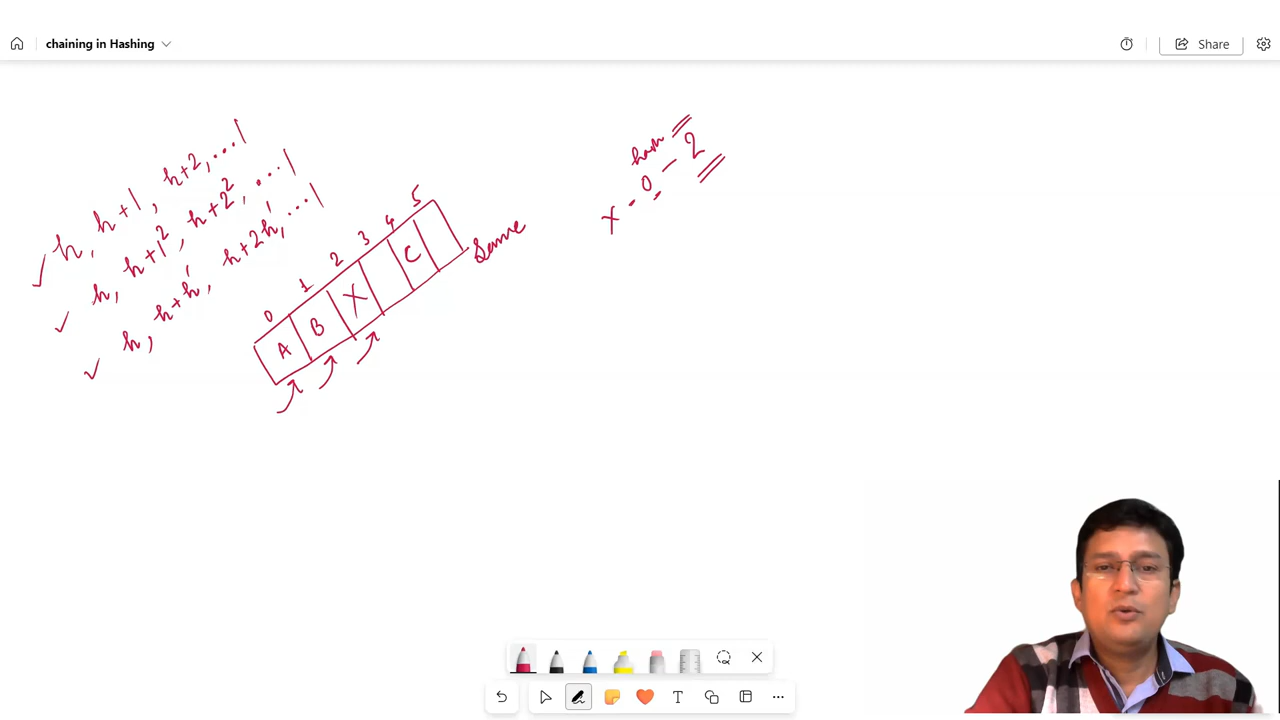 chaining in Hashing
Share
h, h+1, h+2, ...
h, h+1², h+2², ...
h, h+h', h+2h', ...
0 1 2 3 4 5
A B X C
Same
hash
X - 0 - 2
T